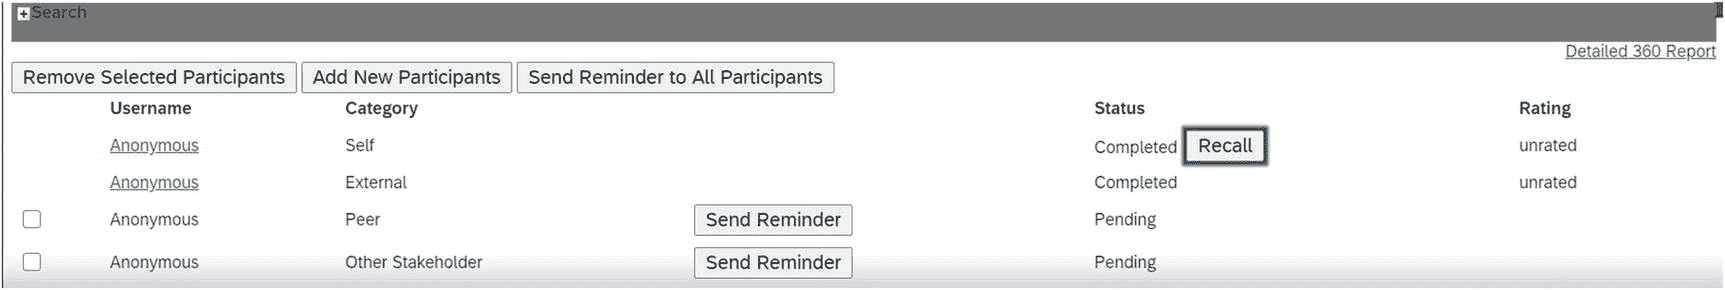 Search
Detailed 360 Report
Remove Selected Participants Add New Participants Send Reminder to All Participants
Username Category Status Rating
Anonymous Self Completed Recall unrated
Anonymous External Completed unrated
Anonymous Peer Send Reminder Pending
Anonymous Other Stakeholder Send Reminder Pending